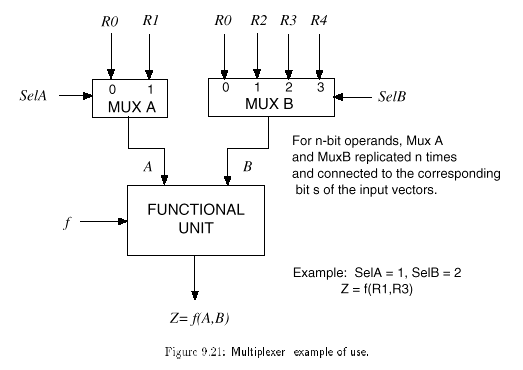 R0 R1 R0 R2 R3 R4
0 1 0 1 2 3
SelA MUX A MUX B SelB
For n-bit operands, Mux A
and MuxB replicated n times
and connected to the corresponding
bit s of the input vectors.
A B
FUNCTIONAL
UNIT
f
Example: SelA = 1, SelB = 2
Z = f(R1,R3)
Z= f(A,B)
Figure 9.21: Multiplexer example of use.